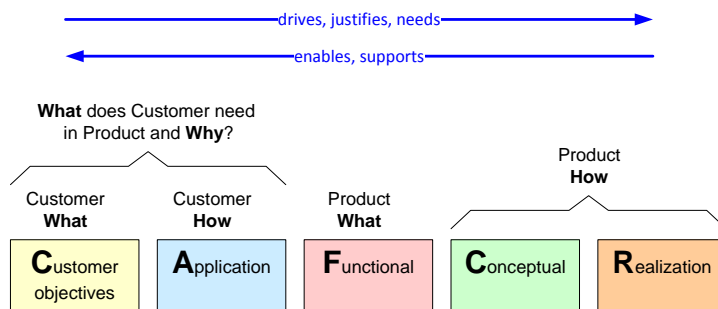 drives, justifies, needs
enables, supports
What does Customer need
in Product and Why?
Product
How
Customer
What
Customer
How
Product
What
Customer
objectives
Application
Functional
Conceptual
Realization